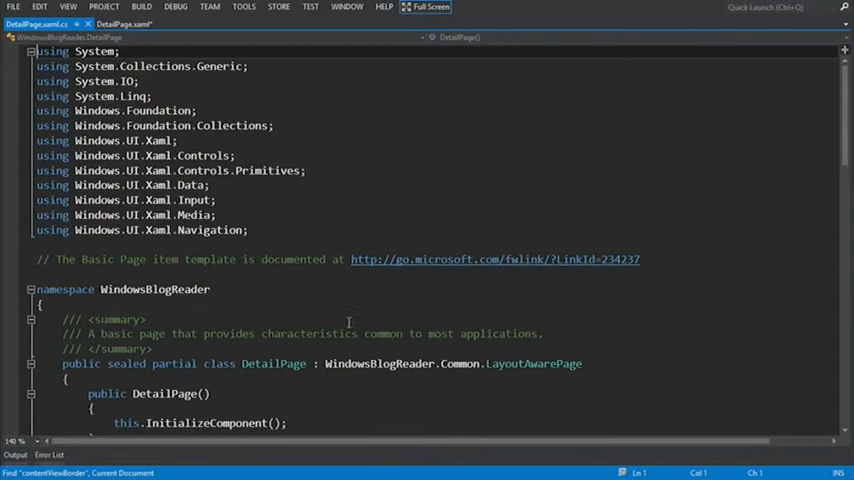 FILE EDIT VIEW PROJECT BUILD DEBUG TEAM TOOLS STORE TEST WINDOW HELP Full Screen Quick Launch (Ctrl+Q)
DetailPage.xaml.cs DetailPage.xaml*
WindowsBlogReader.DetailPage DetailPage()
using System;
using System.Collections.Generic;
using System.IO;
using System.Linq;
using Windows.Foundation;
using Windows.Foundation.Collections;
using Windows.UI.Xaml;
using Windows.UI.Xaml.Controls;
using Windows.UI.Xaml.Controls.Primitives;
using Windows.UI.Xaml.Data;
using Windows.UI.Xaml.Input;
using Windows.UI.Xaml.Media;
using Windows.UI.Xaml.Navigation;
// The Basic Page item template is documented at http://go.microsoft.com/fwlink/?LinkId=234237
namespace WindowsBlogReader
{
/// <summary>
/// A basic page that provides characteristics common to most applications.
/// </summary>
public sealed partial class DetailPage : WindowsBlogReader.Common.LayoutAwarePage
{
public DetailPage()
{
this.InitializeComponent();
140 %
Output Error List
Find "contentViewBorder", Current Document Ln 1 Col 1 Ch 1 INS